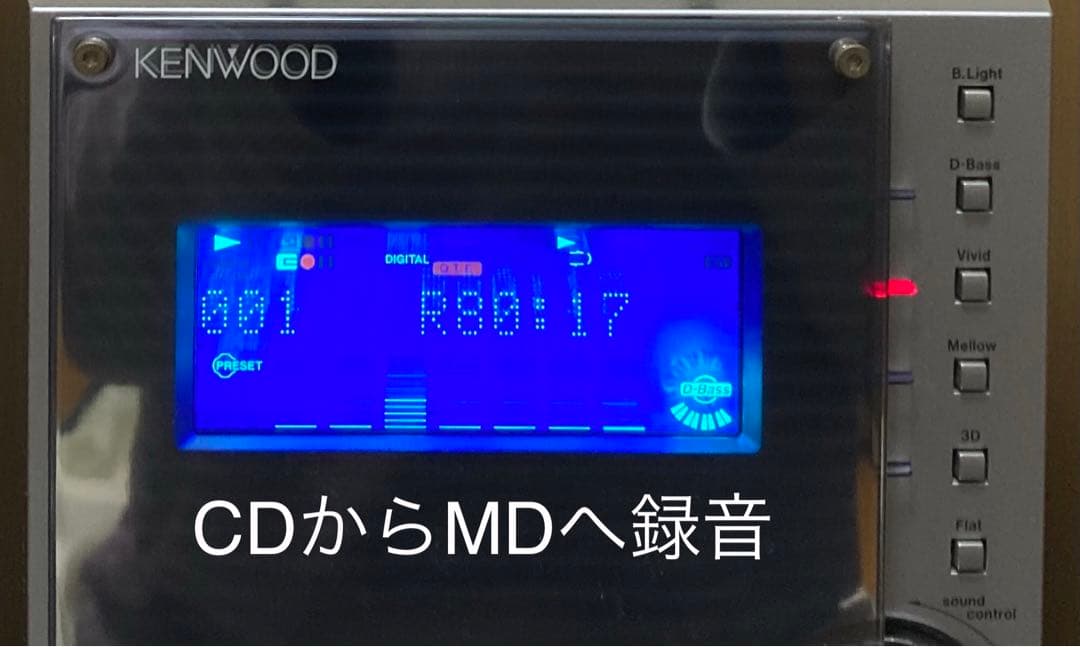 KENWOOD
B.Light
D-Bass
Vivid
DIGITAL
O.T.E.
001 R80:17
Mellow
PRESET
D-Bass
3D
CDからMDへ録音
Flat
sound
control